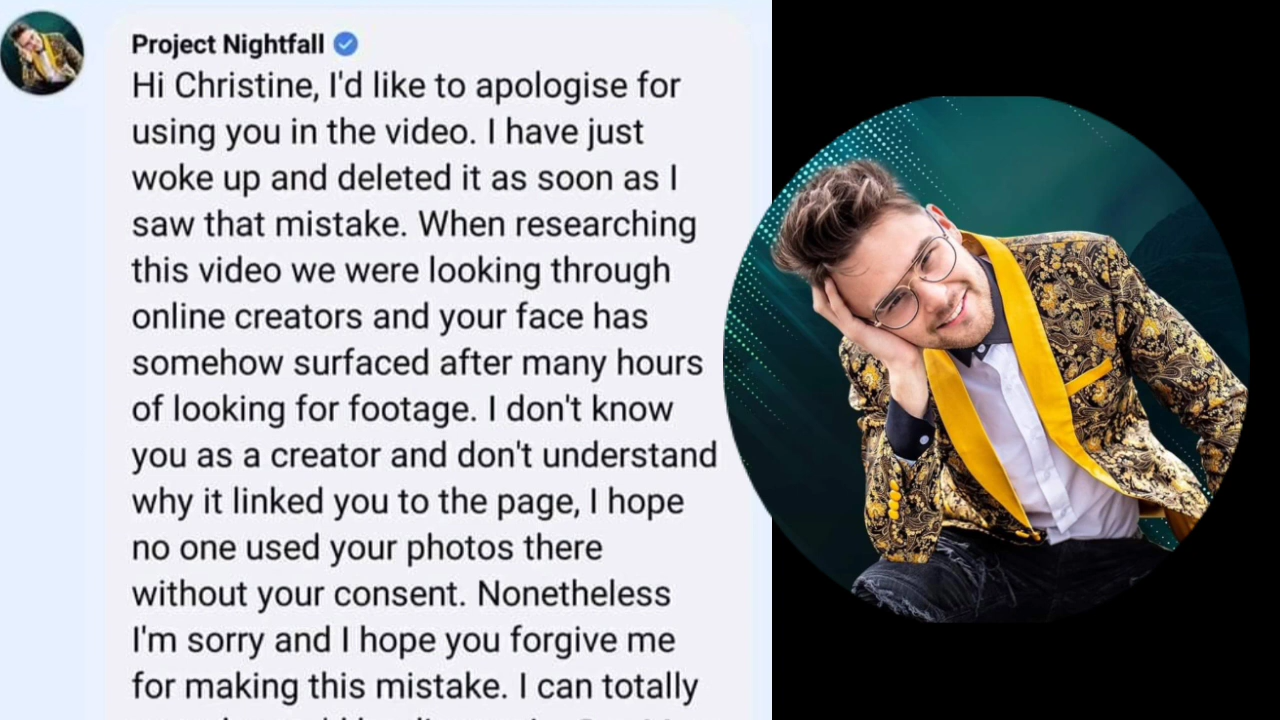 Project Nightfall
Hi Christine, I'd like to apologise for
using you in the video. I have just
woke up and deleted it as soon as I
saw that mistake. When researching
this video we were looking through
online creators and your face has
somehow surfaced after many hours
of looking for footage. I don't know
you as a creator and don't understand
why it linked you to the page, I hope
no one used your photos there
without your consent. Nonetheless
I'm sorry and I hope you forgive me
for making this mistake. I can totally